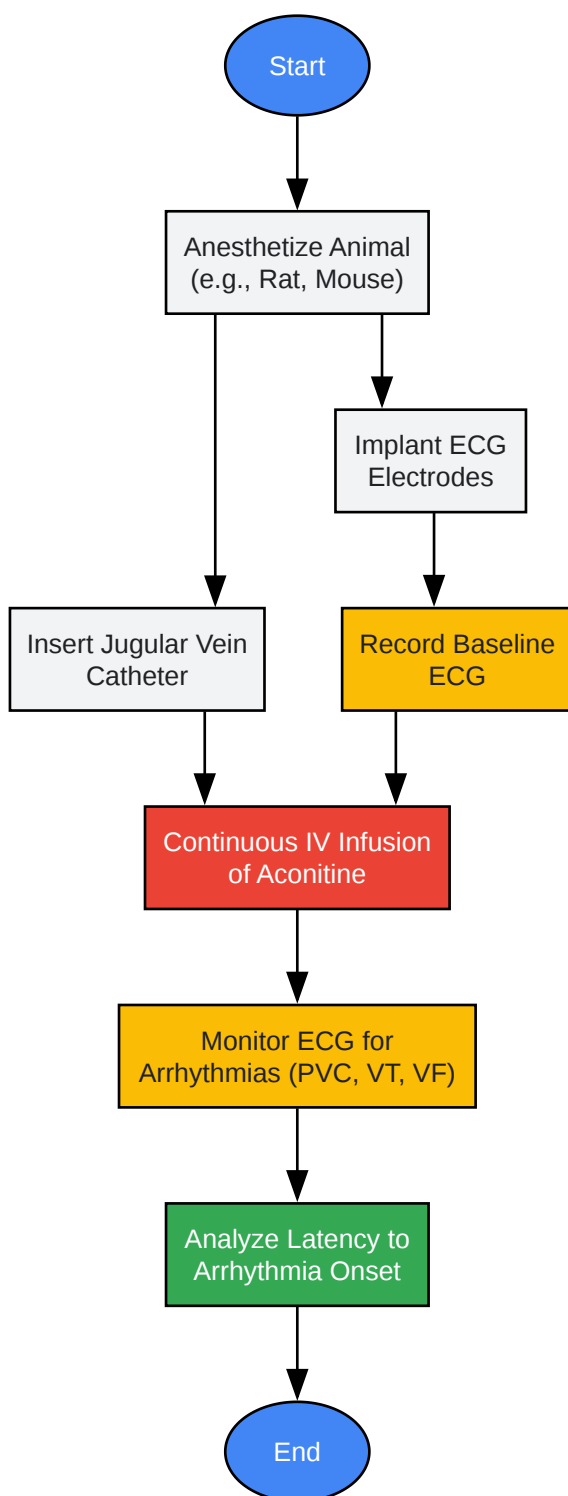 Start
Anesthetize Animal
(e.g., Rat, Mouse)
Implant ECG
Electrodes
Insert Jugular Vein
Catheter
Record Baseline
ECG
Continuous IV Infusion
of Aconitine
Monitor ECG for
Arrhythmias (PVC, VT, VF)
Analyze Latency to
Arrhythmia Onset
End